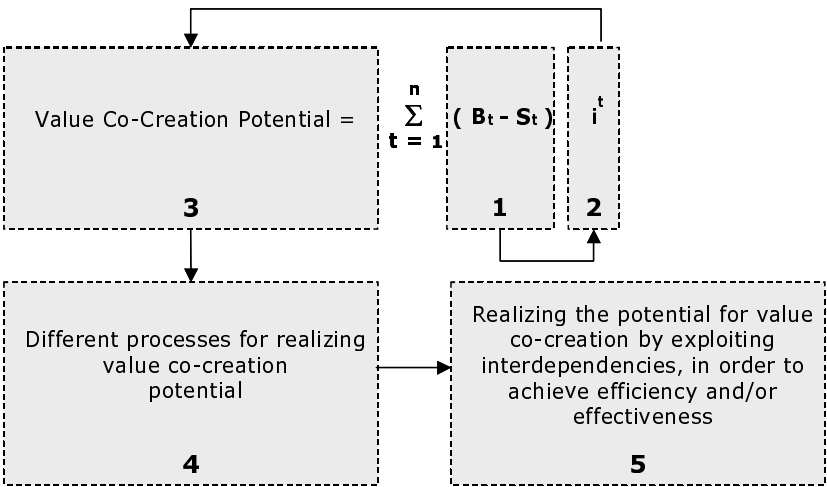 n
Value Co-Creation Potential = Σ ( Bt - St ) i^t
t = 1
3 1 2
Different processes for realizing
value co-creation
potential
4
Realizing the potential for value
co-creation by exploiting
interdependencies, in order to
achieve efficiency and/or
effectiveness
5